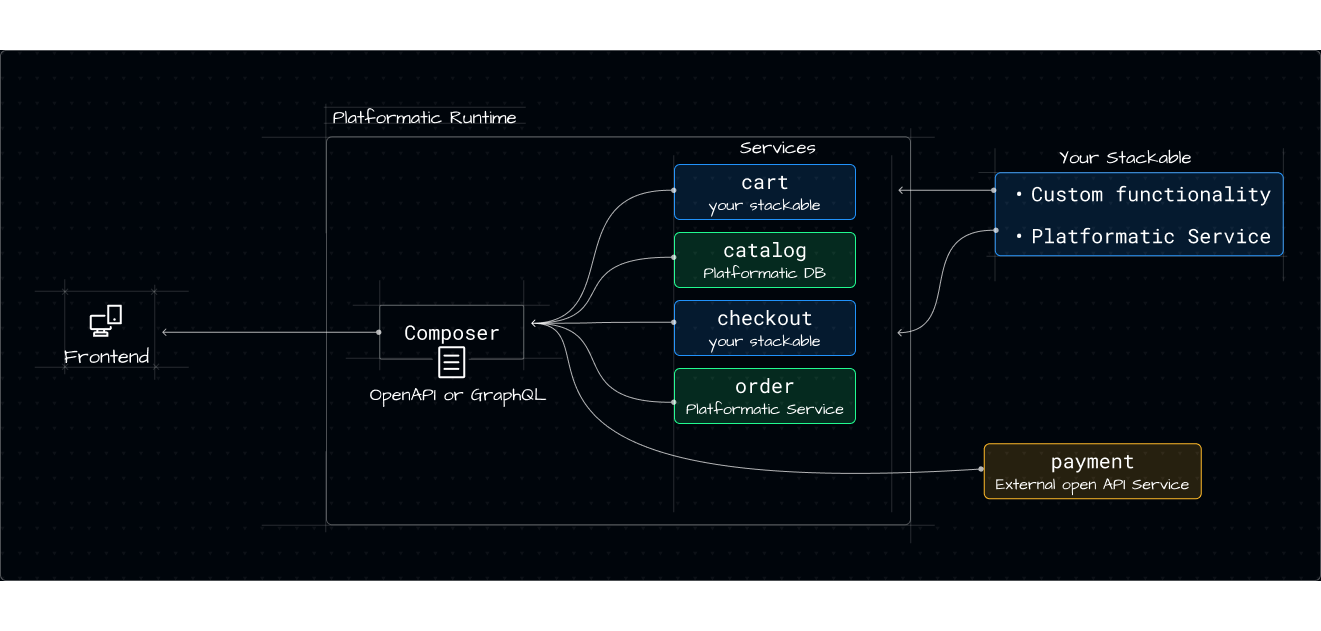 Platformatic Runtime
Services
cart
your stackable
catalog
Platformatic DB
checkout
your stackable
order
Platformatic Service
Your Stackable
• Custom functionality
• Platformatic Service
Frontend
Composer
OpenAPI or GraphQL
payment
External open API Service